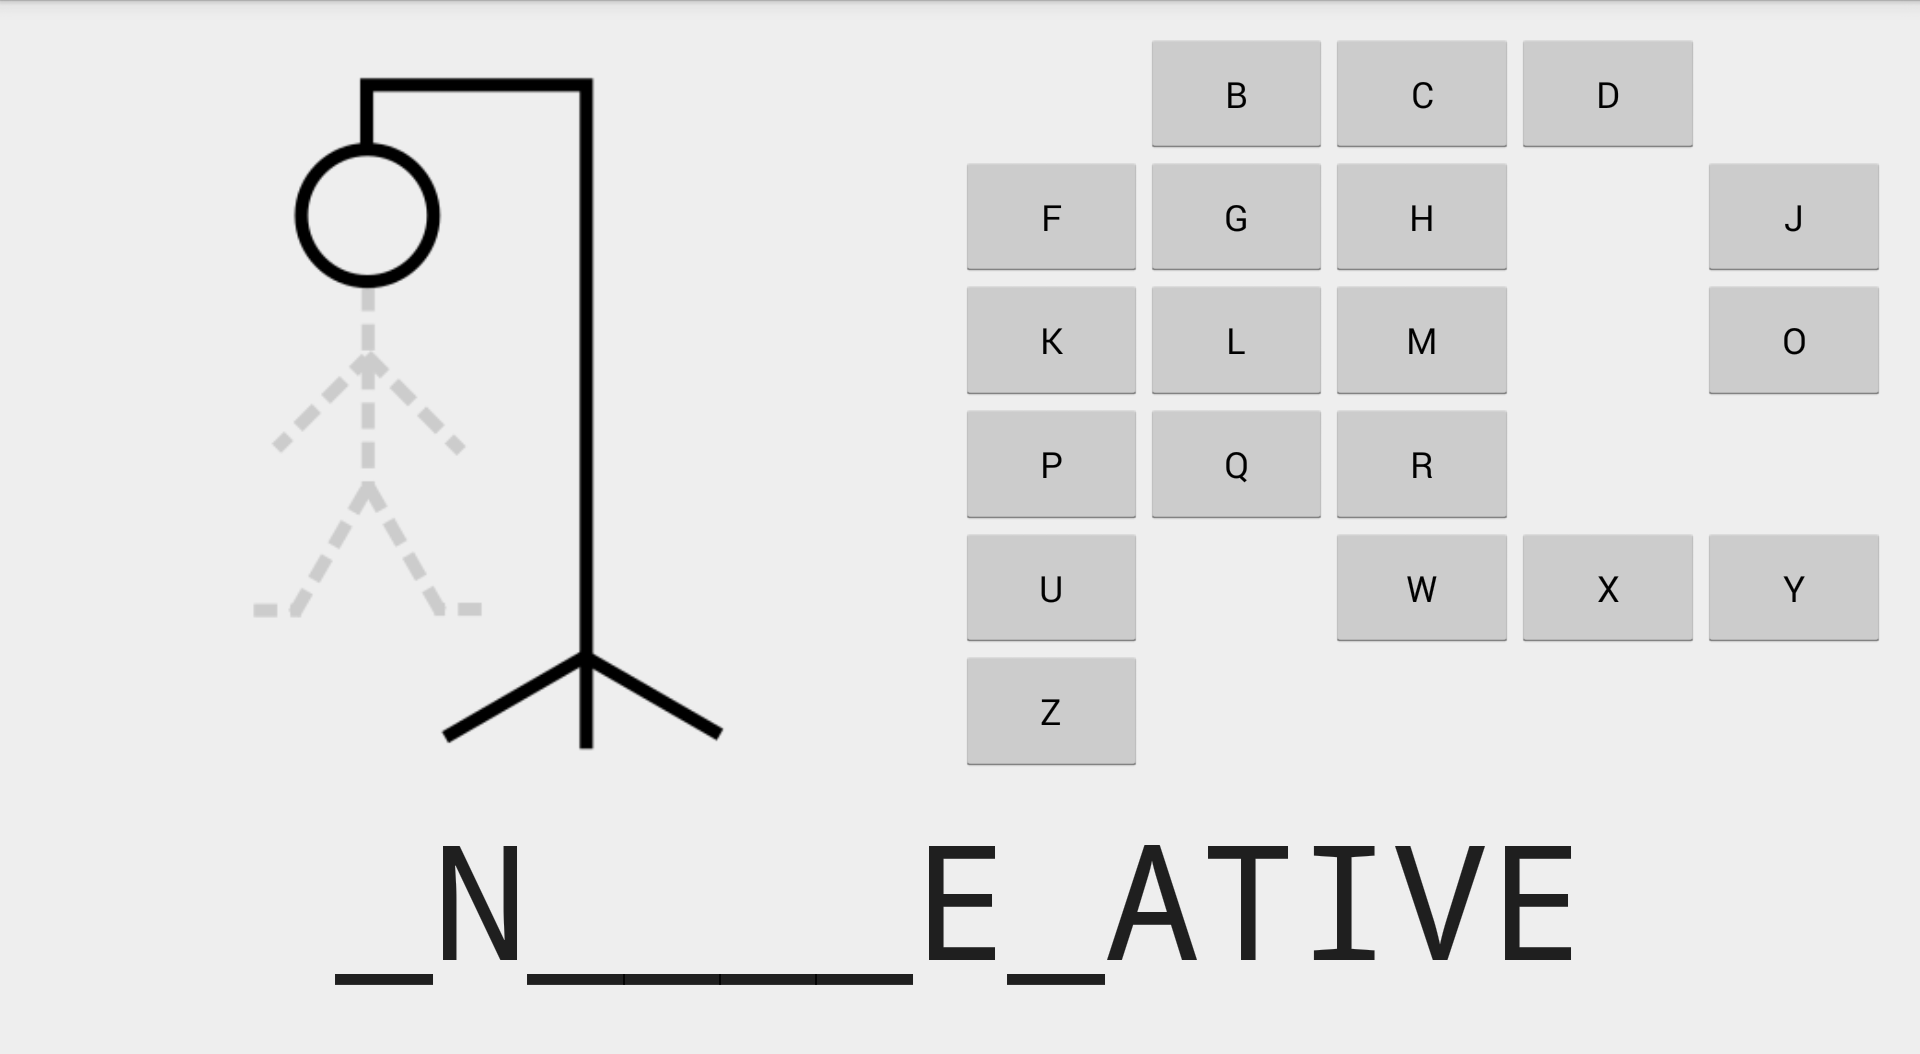 B C D
F G H J
K L M O
P Q R
U W X Y
Z
_N____E_ATIVE